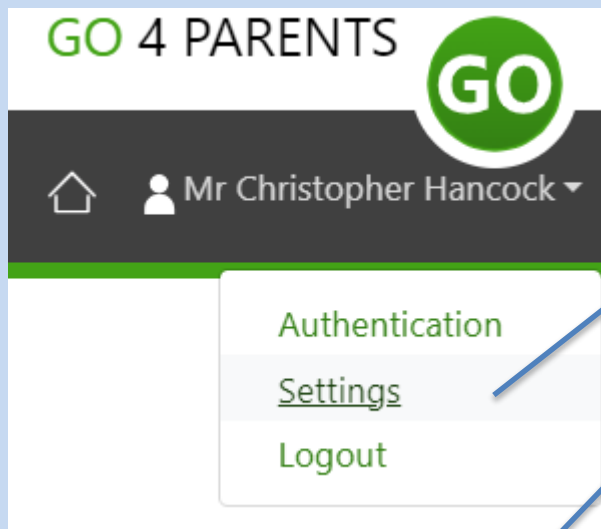 GO 4 PARENTS
GO
Mr Christopher Hancock
Authentication
Settings
Logout